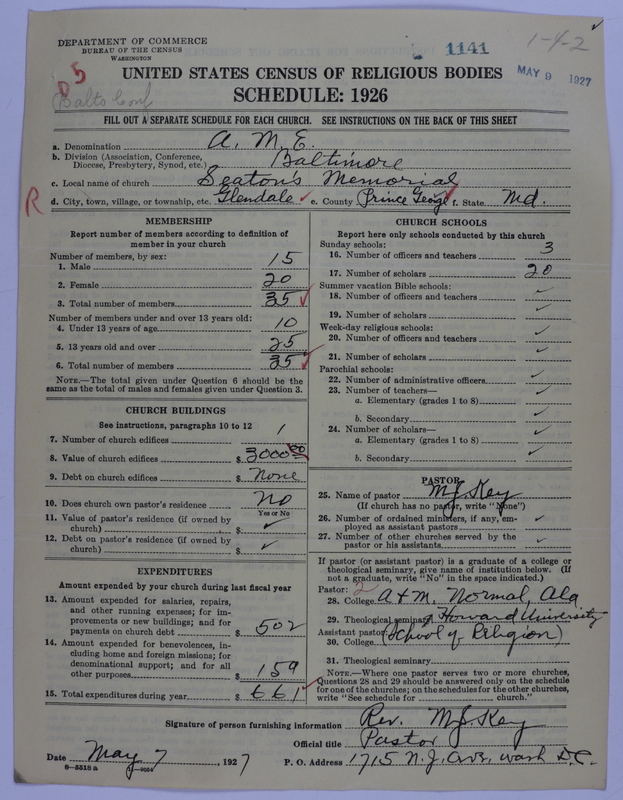 DEPARTMENT OF COMMERCE
BUREAU OF THE CENSUS
WASHINGTON
1141
1-4-2
MAY 9 1927
D5
Balto Conf
UNITED STATES CENSUS OF RELIGIOUS BODIES
SCHEDULE: 1926
FILL OUT A SEPARATE SCHEDULE FOR EACH CHURCH. SEE INSTRUCTIONS ON THE BACK OF THIS SHEET
a. Denomination A. M. E.
b. Division (Association, Conference, Diocese, Presbytery, Synod, etc.) Baltimore
c. Local name of church Seaton's Memorial
R
d. City, town, village, or township, etc. Glendale e. County Prince George f. State Md.
MEMBERSHIP
Report number of members according to definition of
member in your church
Number of members, by sex:
1. Male 15
2. Female 20
3. Total number of members 35
Number of members under and over 13 years old:
4. Under 13 years of age 10
5. 13 years old and over 25
6. Total number of members 35
NOTE.—The total given under Question 6 should be the
same as the total of males and females given under Question 3.
CHURCH BUILDINGS
See instructions, paragraphs 10 to 12
7. Number of church edifices 1
8. Value of church edifices $ 3000 00
9. Debt on church edifices $ None
10. Does church own pastor's residence No
Yes or No
11. Value of pastor's residence (if owned by
church) $ ✓
12. Debt on pastor's residence (if owned by
church) $ ✓
EXPENDITURES
Amount expended by your church during last fiscal year
13. Amount expended for salaries, repairs,
and other running expenses; for im-
provements or new buildings; and for
payments on church debt $ 502
14. Amount expended for benevolences, in-
cluding home and foreign missions; for
denominational support; and for all
other purposes $ 159
15. Total expenditures during year $ 661
CHURCH SCHOOLS
Report here only schools conducted by this church
Sunday schools:
16. Number of officers and teachers 3
17. Number of scholars 20
Summer vacation Bible schools:
18. Number of officers and teachers ✓
19. Number of scholars ✓
Week-day religious schools:
20. Number of officers and teachers ✓
21. Number of scholars ✓
Parochial schools:
22. Number of administrative officers ✓
23. Number of teachers—
a. Elementary (grades 1 to 8) ✓
b. Secondary ✓
24. Number of scholars—
a. Elementary (grades 1 to 8) ✓
b. Secondary ✓
PASTOR
25. Name of pastor M. J. Key
(If church has no pastor, write "None")
26. Number of ordained ministers, if any, em-
ployed as assistant pastors ✓
27. Number of other churches served by the
pastor or his assistants ✓
If pastor (or assistant pastor) is a graduate of a college or
theological seminary, give name of institution below. (If
not a graduate, write "No" in the space indicated.)
Pastor: 2
28. College A & M. Normal, Ala
29. Theological seminary Howard University
Assistant pastor: (School of Religion)
30. College
31. Theological seminary
NOTE.—Where one pastor serves two or more churches,
Questions 28 and 29 should be answered only on the schedule
for one of the churches; on the schedules for the other churches,
write "See schedule for ........ church."
Signature of person furnishing information Rev. M. J. Key
Official title Pastor
Date May 7, 1927 P. O. Address 1715 N. J. Ave, Wash D.C.
8—5518 a